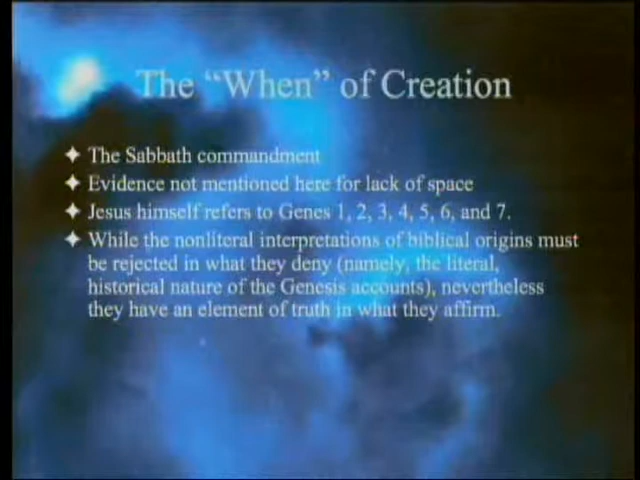 The “When” of Creation
The Sabbath commandment
Evidence not mentioned here for lack of space
Jesus himself refers to Genes 1, 2, 3, 4, 5, 6, and 7.
While the nonliteral interpretations of biblical origins must
be rejected in what they deny (namely, the literal,
historical nature of the Genesis accounts), nevertheless
they have an element of truth in what they affirm.